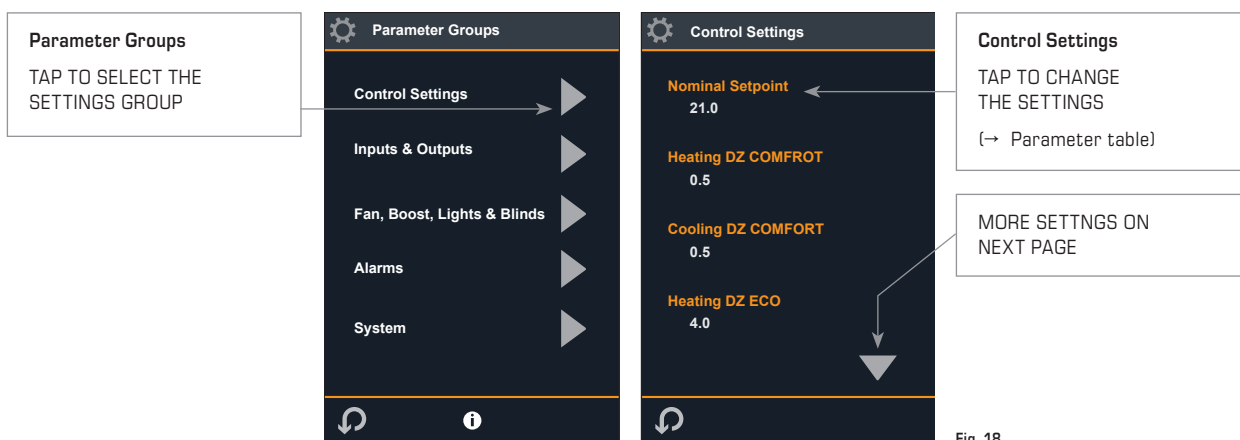 Parameter Groups
TAP TO SELECT THE
SETTINGS GROUP
Parameter Groups
Control Settings
Inputs & Outputs
Fan, Boost, Lights & Blinds
Alarms
System
Control Settings
Nominal Setpoint
21.0
Heating DZ COMFROT
0.5
Cooling DZ COMFORT
0.5
Heating DZ ECO
4.0
Control Settings
TAP TO CHANGE
THE SETTINGS
(→ Parameter table)
MORE SETTNGS ON
NEXT PAGE
Fig. 18